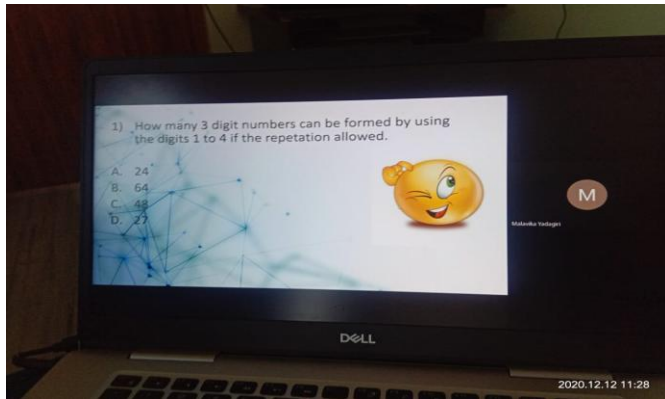 1) How many 3 digit numbers can be formed by using
the digits 1 to 4 if the repetation allowed.
A. 24
B. 64
C. 48
D. 27
M
Malavika Yadagiri
DELL
2020.12.12 11:28